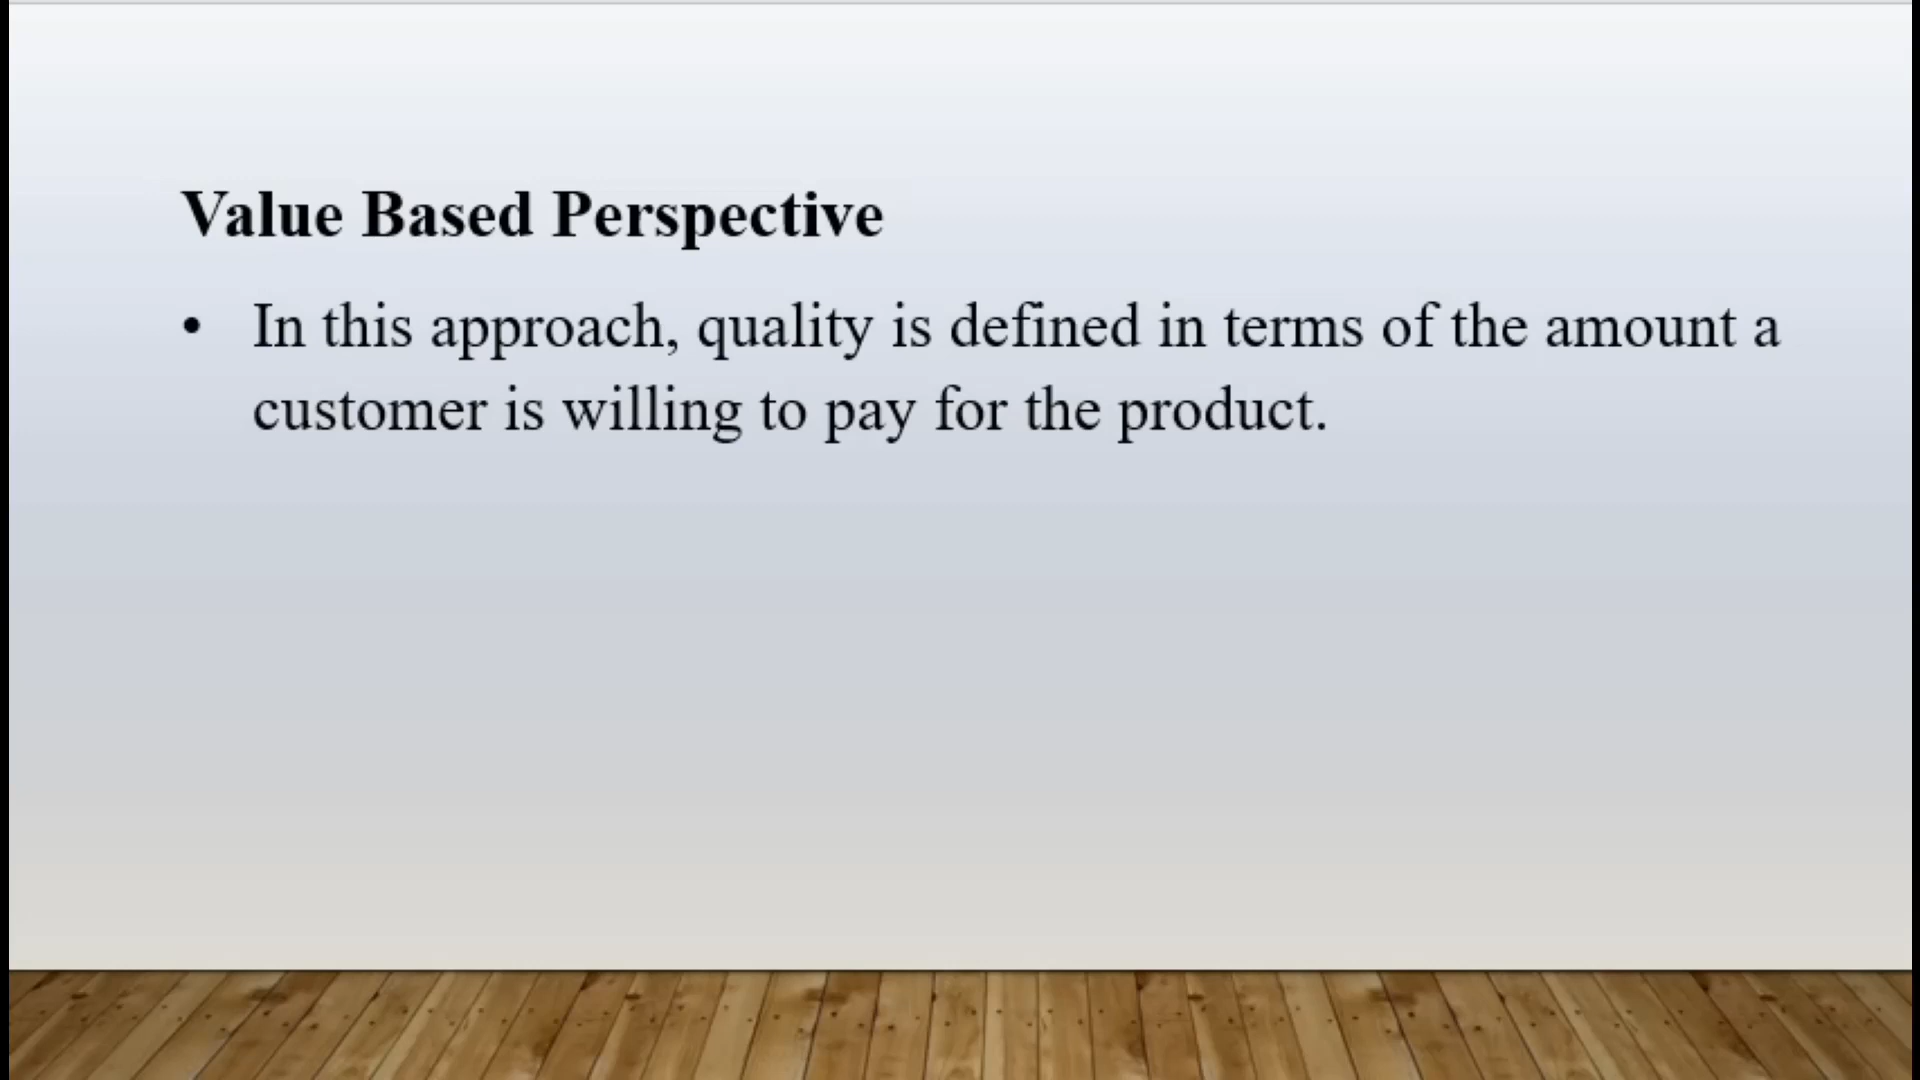 Value Based Perspective
• In this approach, quality is defined in terms of the amount a
customer is willing to pay for the product.